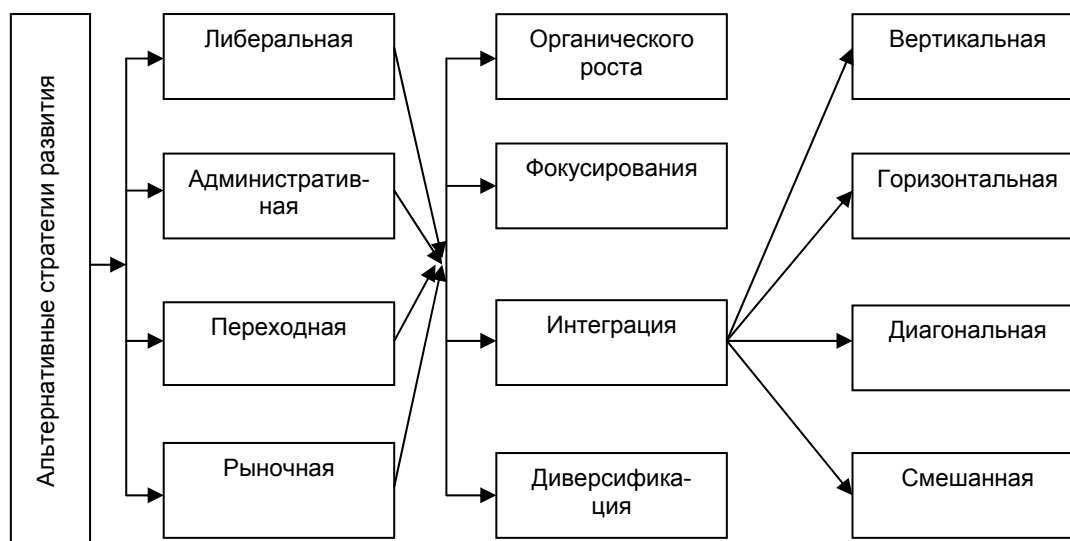 Альтернативные стратегии развития
Либеральная
Административ-
ная
Переходная
Рыночная
Органического
роста
Фокусирования
Интеграция
Диверсифика-
ция
Вертикальная
Горизонтальная
Диагональная
Смешанная